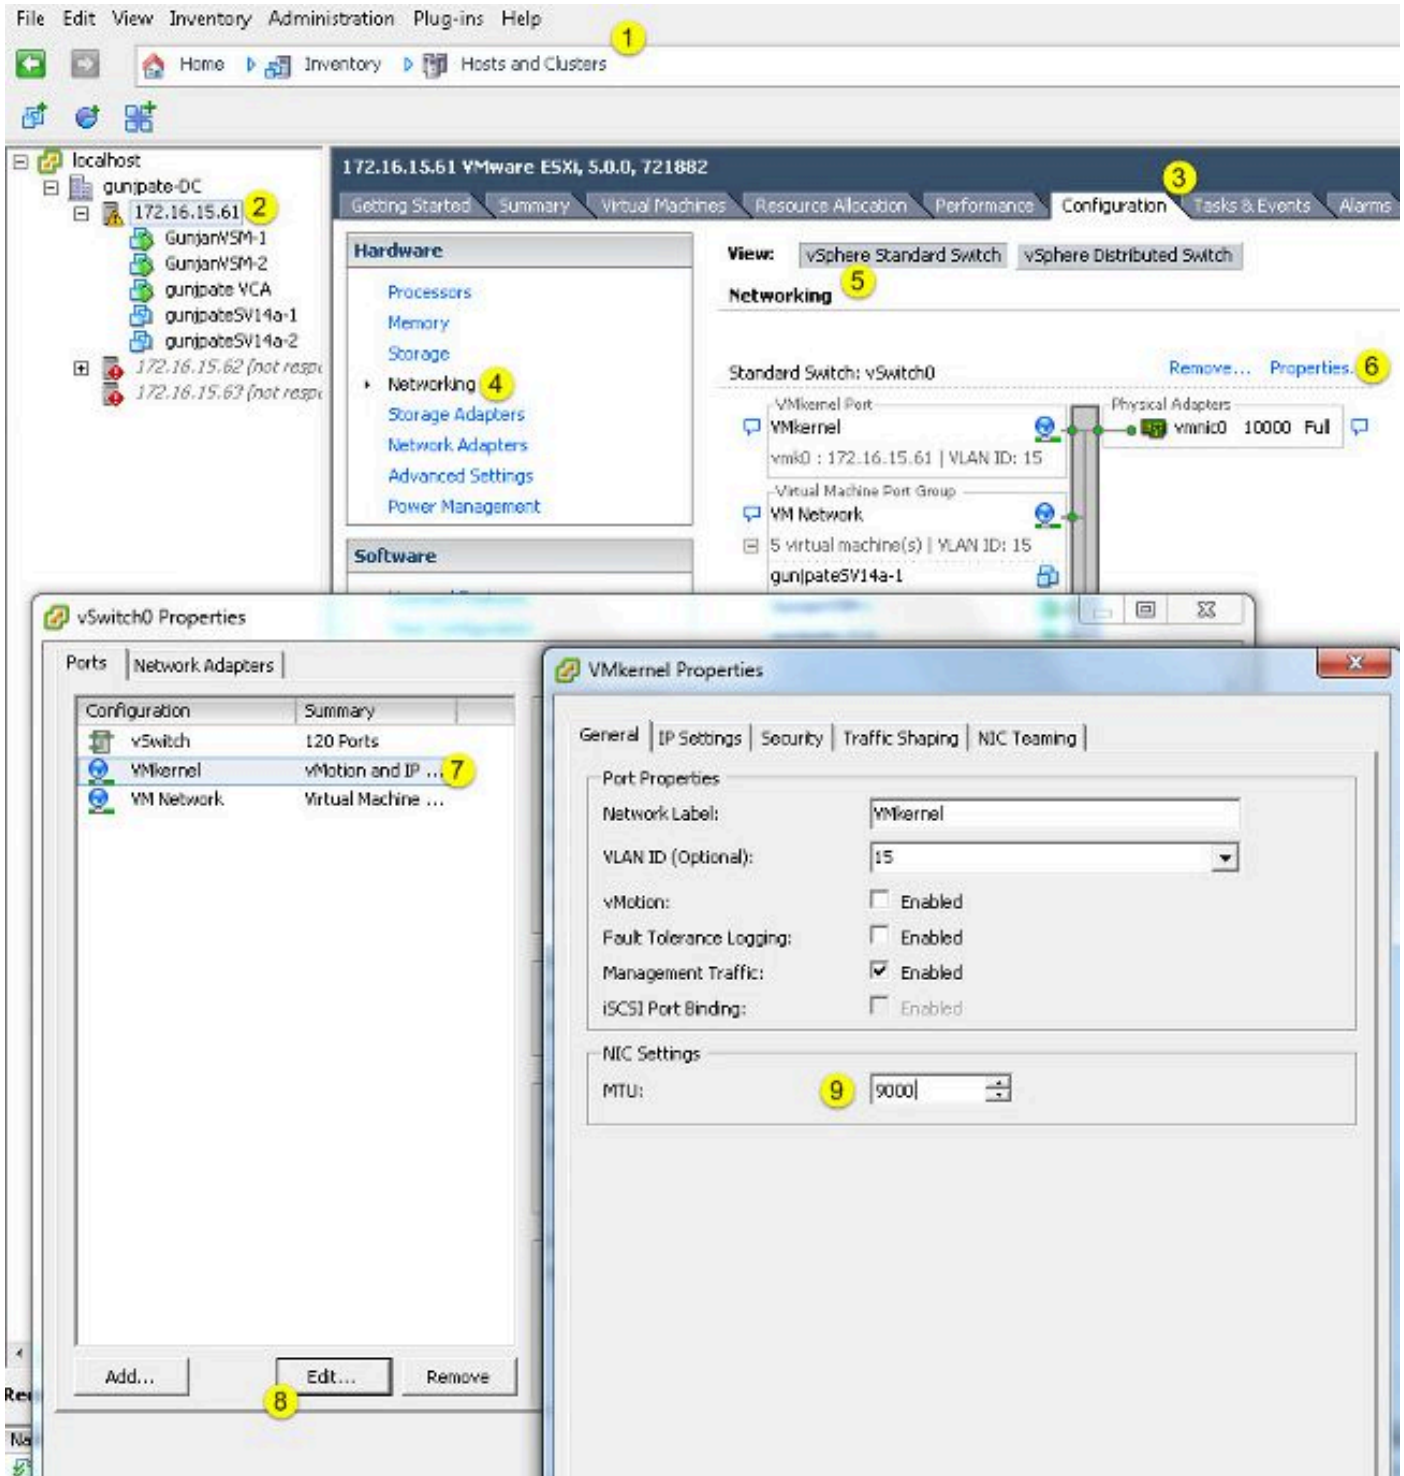 File Edit View Inventory Administration Plug-ins Help
1
Home Inventory Hosts and Clusters
localhost
gunjpate-DC
172.16.15.61 2
GunjanVSM-1
GunjanVSM-2
gunjpate VCA
gunjpateSV14a-1
gunjpateSV14a-2
172.16.15.62 (not respo
172.16.15.63 (not respo
172.16.15.61 VMware ESXi, 5.0.0, 721882
3
Getting Started Summary Virtual Machines Resource Allocation Performance Configuration Tasks & Events Alarms
Hardware
Processors
Memory
Storage
Networking 4
Storage Adapters
Network Adapters
Advanced Settings
Power Management
Software
View: vSphere Standard Switch vSphere Distributed Switch
5
Networking
Standard Switch: vSwitch0 Remove... Properties. 6
VMkernel Port
VMkernel
vmk0 : 172.16.15.61 | VLAN ID: 15
Physical Adapters
vmnic0 10000 Full
Virtual Machine Port Group
VM Network
5 virtual machine(s) | VLAN ID: 15
gunjpateSV14a-1
vSwitch0 Properties
Ports Network Adapters
Configuration Summary
vSwitch 120 Ports
VMkernel vMotion and IP ... 7
VM Network Virtual Machine ...
Add... Edit... Remove
8
VMkernel Properties
General IP Settings Security Traffic Shaping NIC Teaming
Port Properties
Network Label: VMkernel
VLAN ID (Optional): 15
vMotion: Enabled
Fault Tolerance Logging: Enabled
Management Traffic: Enabled
iSCSI Port Binding: Enabled
NIC Settings
MTU: 9 9000
Rec
Na